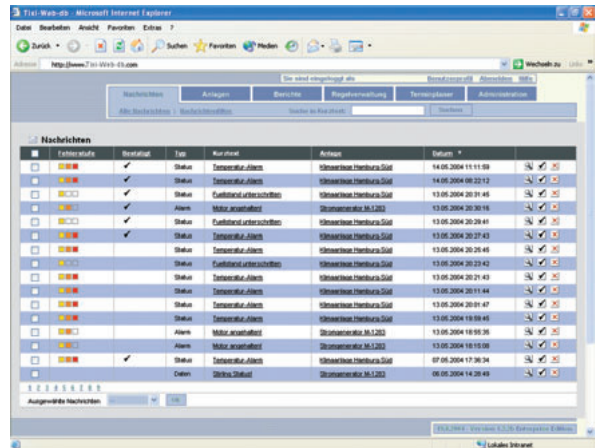 Tixi-Web-db - Microsoft Internet Explorer
Datei Bearbeiten Ansicht Favoriten Extras ?
Zurück Suchen Favoriten Medien
Adresse http://www.Tixi-Web-db.com Wechseln zu Links
Sie sind eingeloggt als Benutzerprofil Abmelden Hilfe
Nachrichten Anlagen Berichte Regelverwaltung Terminplaner Administration
Alle Nachrichten | Suche in Kurztext: Suchen
Nachrichten
Fehlerstufe Bestätigt Typ Kurztext Anlage Datum
Status Temperatur-Alarm Klimaanlage Hamburg-Süd 14.05.2004 11:11:59
Status Temperatur-Alarm Klimaanlage Hamburg-Süd 14.05.2004 08:22:12
Status Fuellstand unterschritten Klimaanlage Hamburg-Süd 13.05.2004 20:31:45
Alarm Motor angehalten! Stromgenerator M-1283 13.05.2004 20:30:16
Status Fuellstand unterschritten Klimaanlage Hamburg-Süd 13.05.2004 20:29:41
Status Temperatur-Alarm Klimaanlage Hamburg-Süd 13.05.2004 20:27:43
Status Temperatur-Alarm Klimaanlage Hamburg-Süd 13.05.2004 20:25:45
Status Fuellstand unterschritten Klimaanlage Hamburg-Süd 13.05.2004 20:23:42
Status Temperatur-Alarm Klimaanlage Hamburg-Süd 13.05.2004 20:21:43
Status Temperatur-Alarm Klimaanlage Hamburg-Süd 13.05.2004 20:11:44
Status Temperatur-Alarm Klimaanlage Hamburg-Süd 13.05.2004 20:01:47
Status Temperatur-Alarm Klimaanlage Hamburg-Süd 13.05.2004 19:59:45
Alarm Motor angehalten! Stromgenerator M-1283 13.05.2004 18:55:35
Alarm Motor angehalten! Stromgenerator M-1283 13.05.2004 18:15:08
Status Temperatur-Alarm Klimaanlage Hamburg-Süd 07.05.2004 17:36:34
Daten Stromgenerator M-1283 06.05.2004 14:28:49
1 2 3 4 5 6 7 8 9
Ausgewählte Nachrichten OK
Version Enterprise Edition
Lokales Intranet